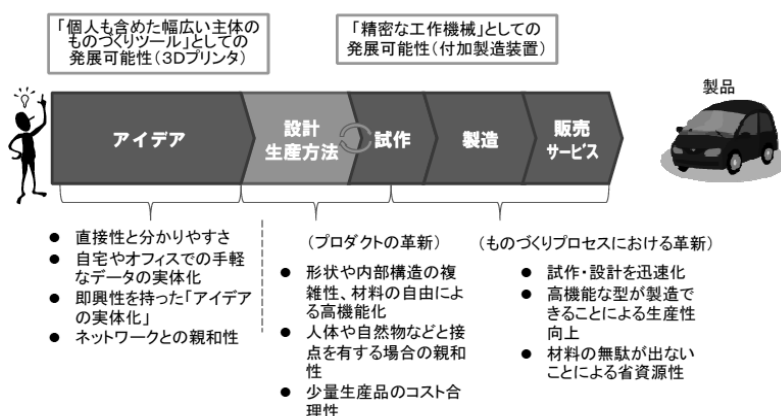 「個人も含めた幅広い主体の
ものづくりツール」としての
発展可能性(3Dプリンタ)
「精密な工作機械」としての
発展可能性(付加製造装置)
製品
アイデア
設計
生産方法
試作
製造
販売
サービス
● 直接性と分かりやすさ
● 自宅やオフィスでの手軽
なデータの実体化
● 即興性を持った「アイデア
の実体化」
● ネットワークとの親和性
(プロダクトの革新)
● 形状や内部構造の複
雑性、材料の自由によ
る高機能化
● 人体や自然物などと接
点を有する場合の親和
性
● 少量生産品のコスト合
理性
(ものづくりプロセスにおける革新)
● 試作・設計を迅速化
● 高機能な型が製造で
きることによる生産性
向上
● 材料の無駄が出ない
ことによる省資源性